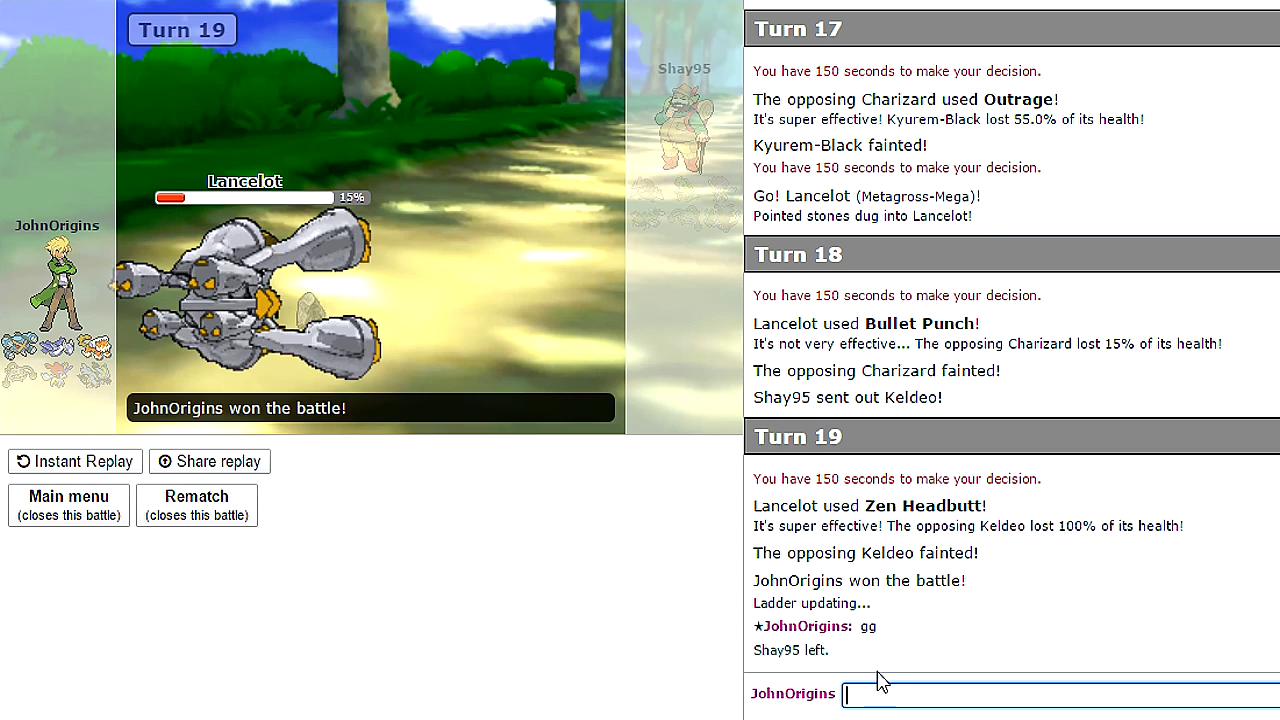 Turn 19
Shay95
Lancelot
15%
JohnOrigins
JohnOrigins won the battle!
Instant Replay
Share replay
Main menu
(closes this battle)
Rematch
(closes this battle)
Turn 17
You have 150 seconds to make your decision.
The opposing Charizard used Outrage!
It's super effective! Kyurem-Black lost 55.0% of its health!
Kyurem-Black fainted!
You have 150 seconds to make your decision.
Go! Lancelot (Metagross-Mega)!
Pointed stones dug into Lancelot!
Turn 18
You have 150 seconds to make your decision.
Lancelot used Bullet Punch!
It's not very effective... The opposing Charizard lost 15% of its health!
The opposing Charizard fainted!
Shay95 sent out Keldeo!
Turn 19
You have 150 seconds to make your decision.
Lancelot used Zen Headbutt!
It's super effective! The opposing Keldeo lost 100% of its health!
The opposing Keldeo fainted!
JohnOrigins won the battle!
Ladder updating...
★JohnOrigins: gg
Shay95 left.
JohnOrigins